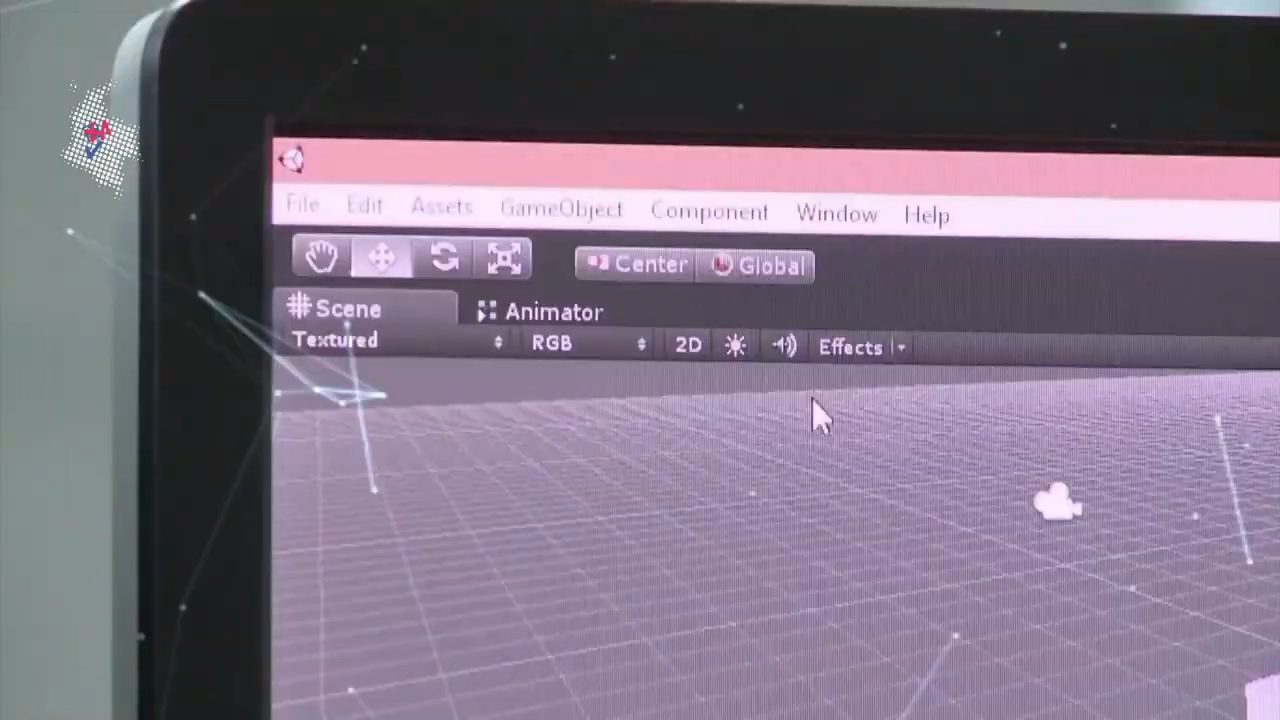 File Edit Assets GameObject Component Window Help
Center Global
Scene Animator
Textured RGB 2D Effects